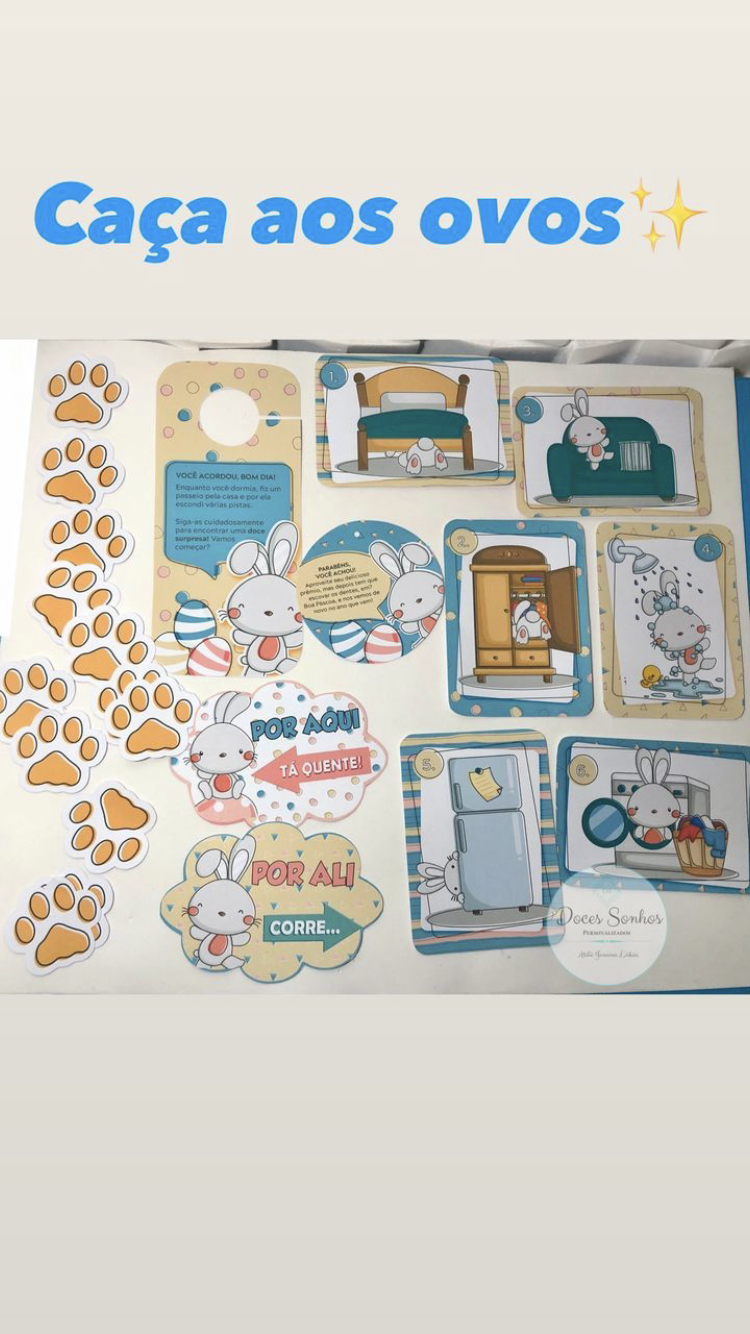 Caça aos ovos
VOCÊ ACORDOU, BOM DIA!
Enquanto você dormia, fiz um
passeio pela casa e por ela
escondi várias pistas.
Siga-as cuidadosamente
para encontrar uma doce
surpresa! Vamos
começar?
1.
3.
PARABÉNS,
VOCÊ ACHOU!
Aproveite seu delicioso
prêmio, mas depois tem que
escovar os dentes, em?
Boa Páscoa, e nos vemos de
novo no ano que vem!
2.
4.
POR AQUI
TÁ QUENTE!
5.
6.
POR ALI
CORRE...
Doces Sonhos
PERSONALIZADOS